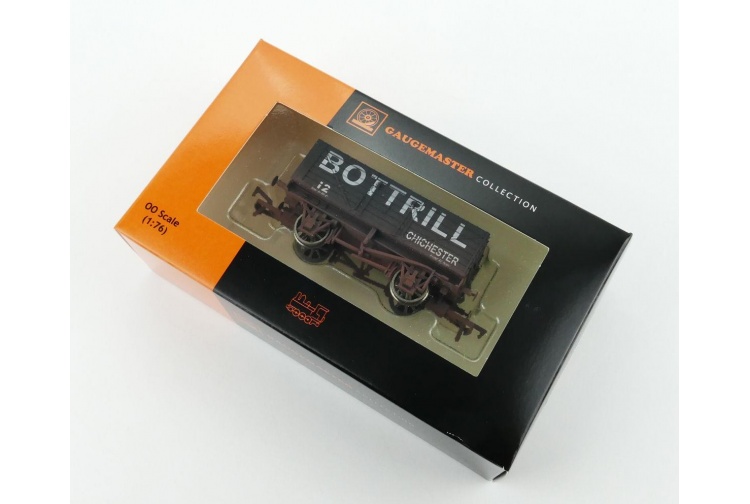 GAUGEMASTER COLLECTION
BOTTRILL
12
CHICHESTER
OO Scale
(1:76)